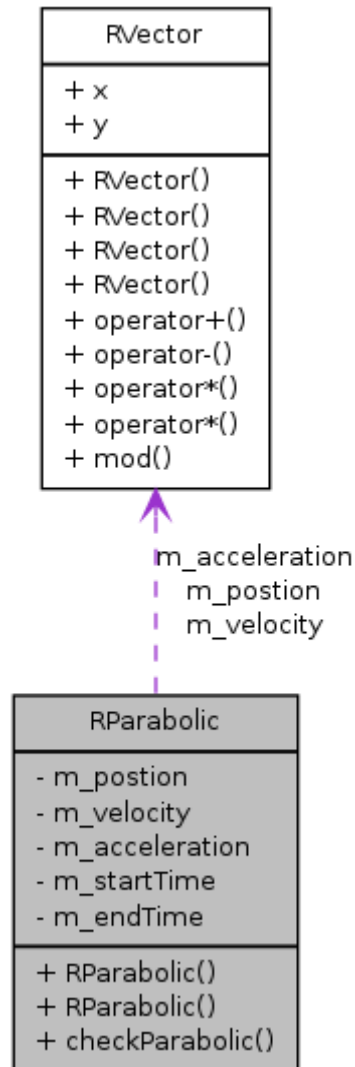 RVector
+ x
+ y
+ RVector()
+ RVector()
+ RVector()
+ RVector()
+ operator+()
+ operator-()
+ operator*()
+ operator*()
+ mod()
m_acceleration
m_postion
m_velocity
RParabolic
- m_postion
- m_velocity
- m_acceleration
- m_startTime
- m_endTime
+ RParabolic()
+ RParabolic()
+ checkParabolic()